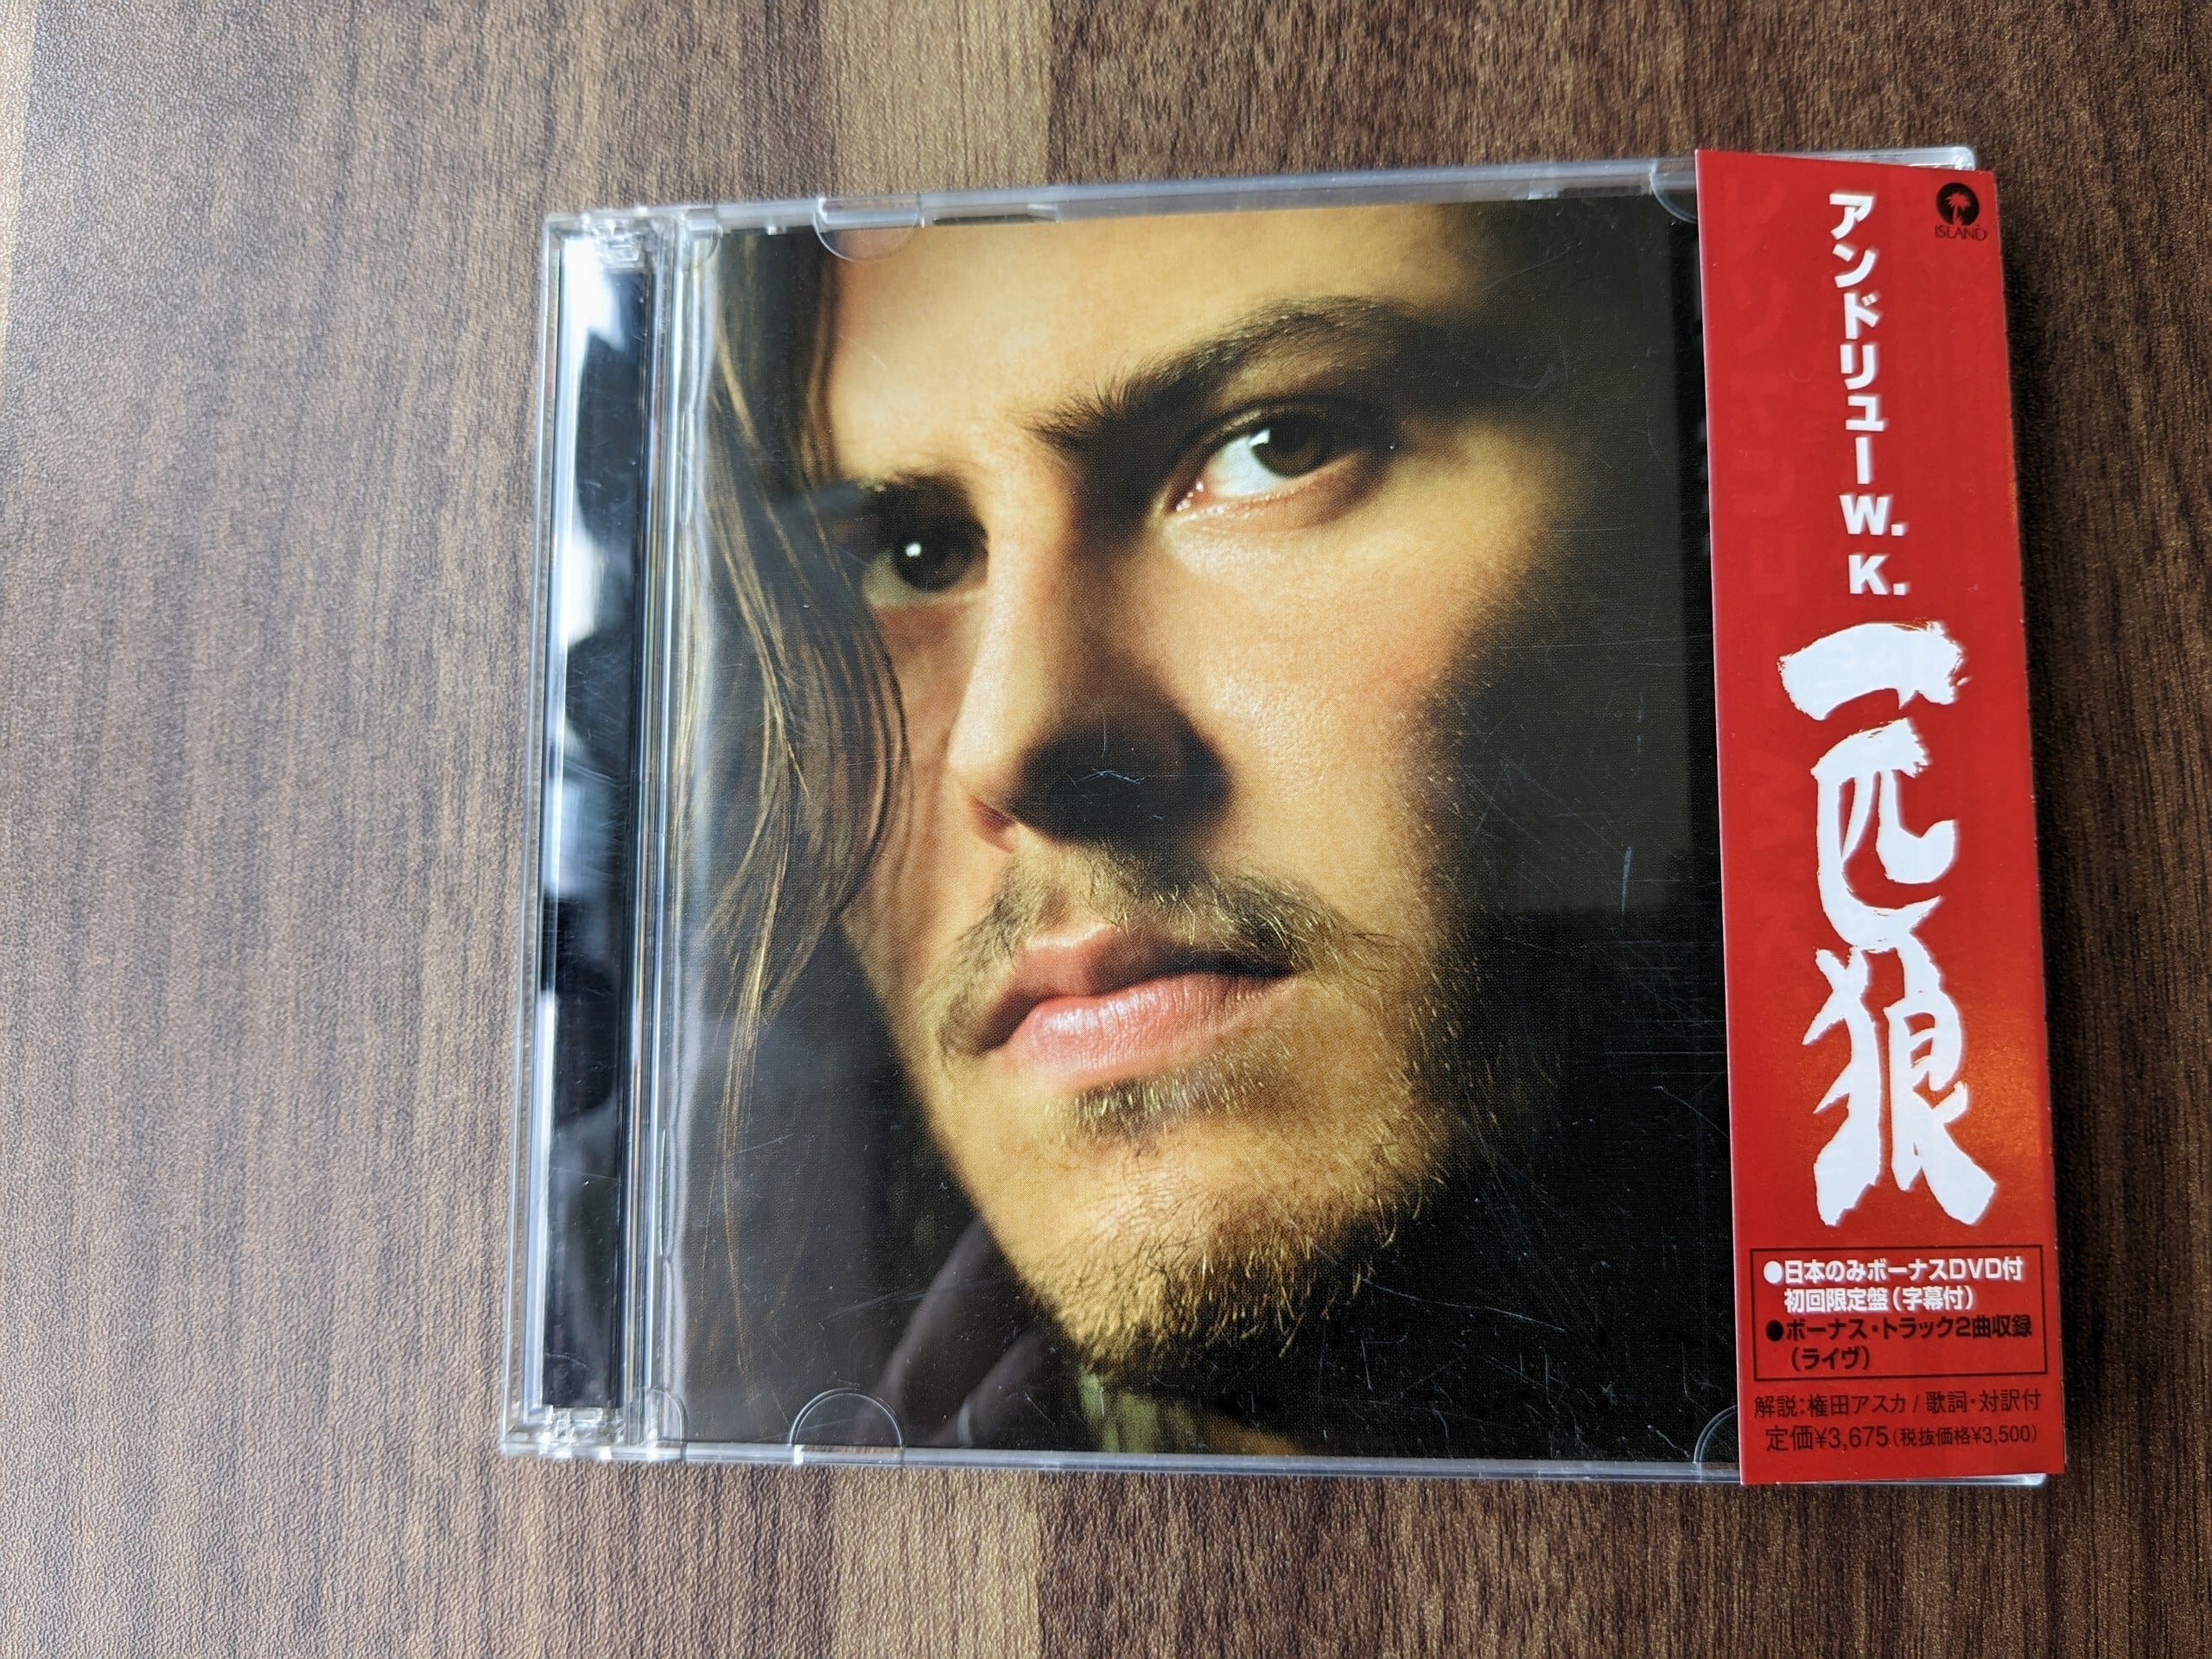 ISLAND
アンドリューW.K.
一匹狼
●日本のみボーナスDVD付
初回限定盤(字幕付)
●ボーナス・トラック2曲収録
(ライヴ)
解説:権田アスカ/歌詞・対訳付
定価¥3,675(税抜価格¥3,500)